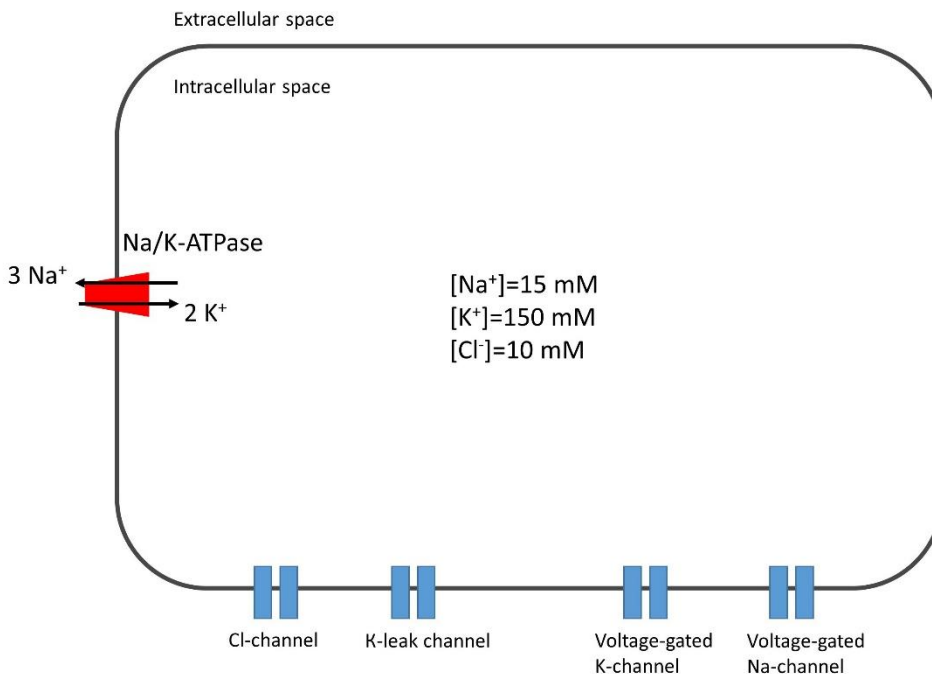 Extracellular space
Intracellular space
Na/K-ATPase
3 Na⁺
2 K⁺
[Na⁺]=15 mM
[K⁺]=150 mM
[Cl⁻]=10 mM
Cl-channel
K-leak channel
Voltage-gated
K-channel
Voltage-gated
Na-channel